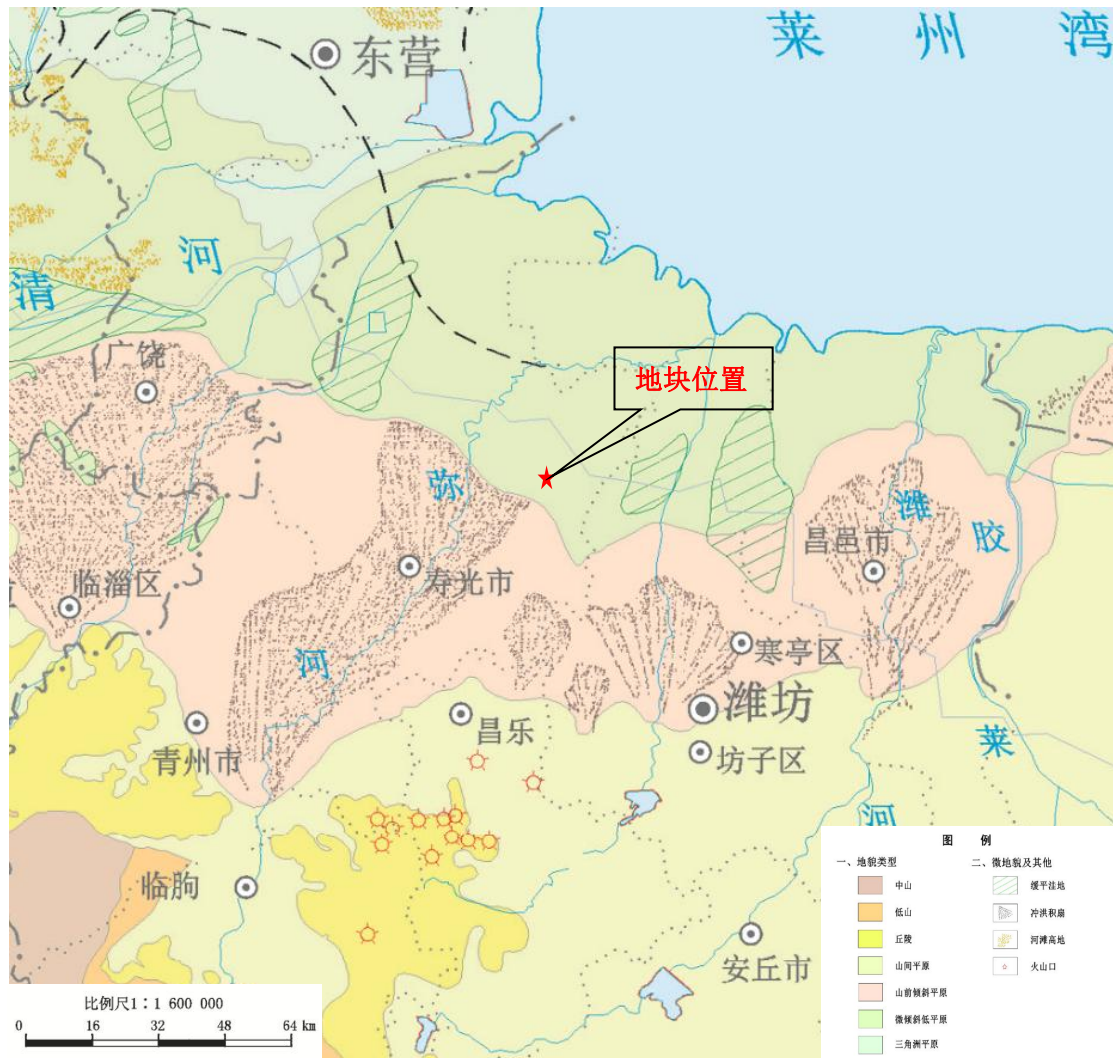 莱州湾
东营
河
清
广饶
地块位置
弥
潍
胶
昌邑市
临淄区
寿光市
河
寒亭区
潍坊
昌乐
青州市
坊子区
莱
河
临朐
安丘市
图 例
一、地貌类型
二、微地貌及其他
中山
缓平洼地
低山
冲洪积扇
丘陵
河滩高地
山间平原
火山口
山前倾斜平原
微倾斜低平原
三角洲平原
比例尺1：1 600 000
0 16 32 48 64 km